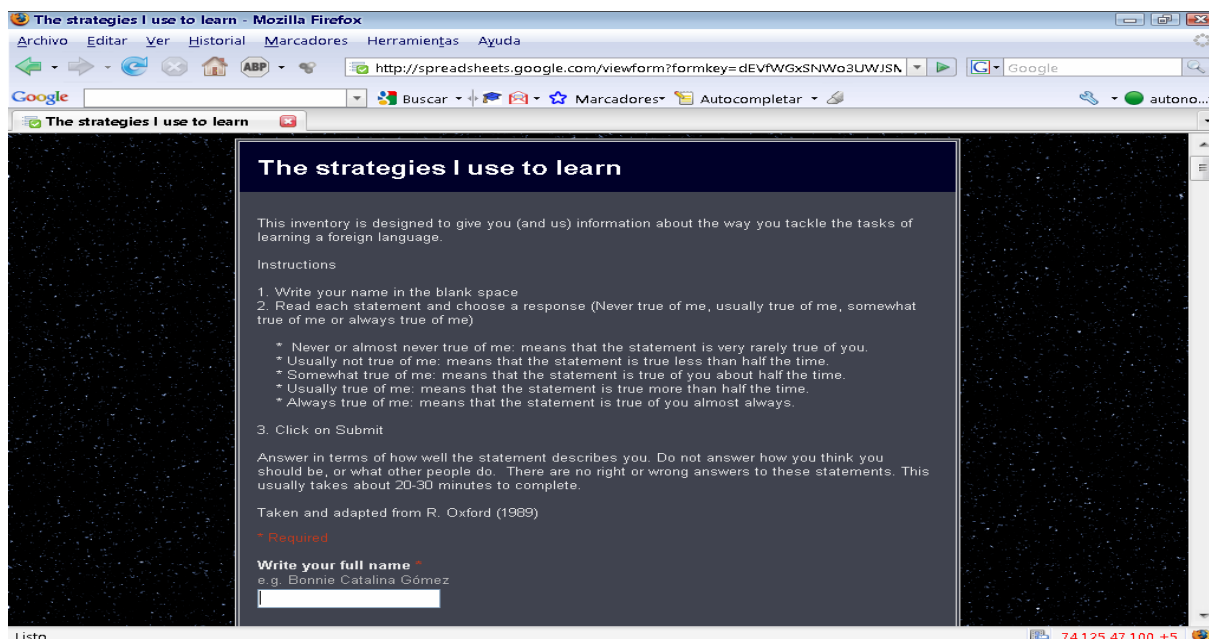 The strategies I use to learn - Mozilla Firefox
Archivo Editar Ver Historial Marcadores Herramientas Ayuda
ABP http://spreadsheets.google.com/viewform?formkey=dEVfWGxSNWo3UWJSN G Google
Google Buscar Marcadores Autocompletar autono...
The strategies I use to learn
The strategies I use to learn
This inventory is designed to give you (and us) information about the way you tackle the tasks of
learning a foreign language.
Instructions
1. Write your name in the blank space
2. Read each statement and choose a response (Never true of me, usually true of me, somewhat
true of me or always true of me)
* Never or almost never true of me: means that the statement is very rarely true of you.
* Usually not true of me: means that the statement is true less than half the time.
* Somewhat true of me: means that the statement is true of you about half the time.
* Usually true of me: means that the statement is true more than half the time.
* Always true of me: means that the statement is true of you almost always.
3. Click on Submit
Answer in terms of how well the statement describes you. Do not answer how you think you
should be, or what other people do. There are no right or wrong answers to these statements. This
usually takes about 20-30 minutes to complete.
Taken and adapted from R. Oxford (1989)
* Required
Write your full name *
e.g. Bonnie Catalina Gómez
Listo 74.125.47.100 +5